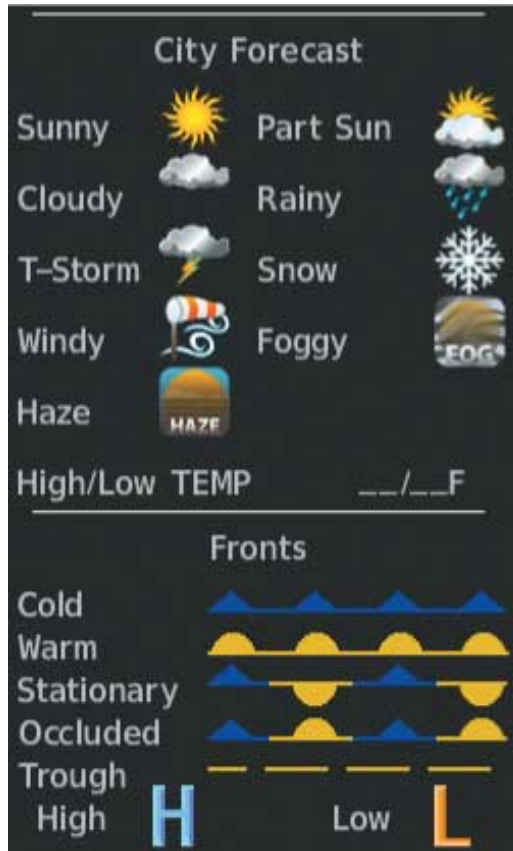 City Forecast
Sunny Part Sun
Cloudy Rainy
T-Storm Snow
Windy Foggy FOG
Haze HAZE
High/Low TEMP __/__F
Fronts
Cold
Warm
Stationary
Occluded
Trough
High H Low L